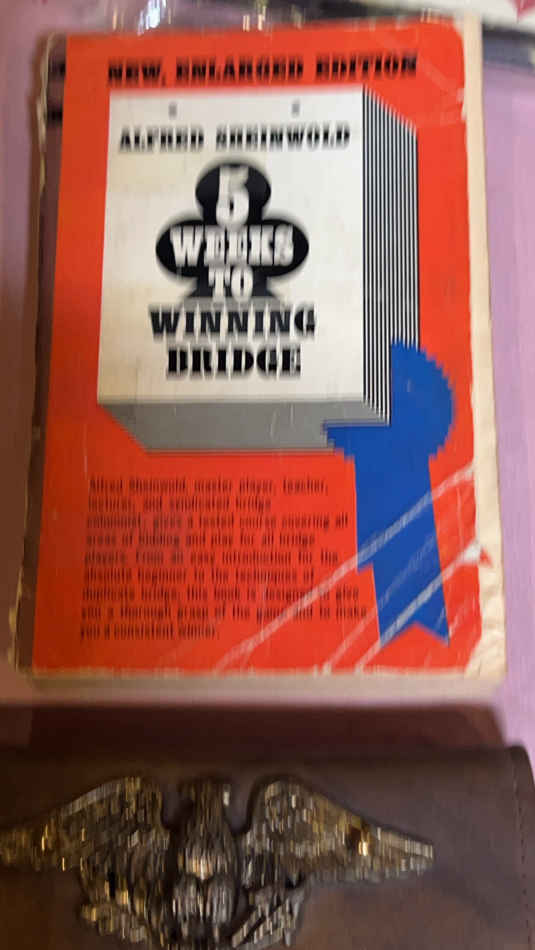 NEW, ENLARGED EDITION
ALFRED SHEINWOLD
5
WEEKS
TO
WINNING
BRIDGE
Alfred Sheinwold, master player, teacher,
and syndicated bridge
columnist, gives a tested course covering all
areas of bidding and play for all bridge
players. From an easy introduction for the
absolute beginner to the techniques of
duplicate bridge, this book is designed to give
you a thorough grasp of the game and to make
you a consistent winner.